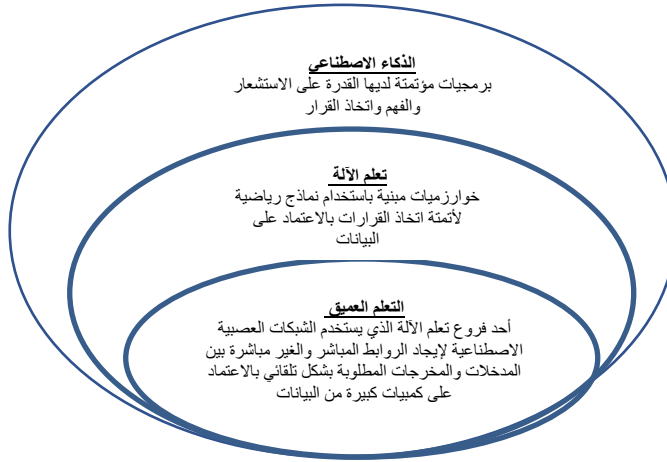 الذكاء الاصطناعي
برمجيات مؤتمتة لديها القدرة على الاستشعار
والفهم واتخاذ القرار
تعلم الآلة
خوارزميات مبنية باستخدام نماذج رياضية
لأتمتة اتخاذ القرارات بالاعتماد على
البيانات
التعلم العميق
أحد فروع تعلم الآلة الذي يستخدم الشبكات العصبية
الاصطناعية لإيجاد الروابط المباشر والغير مباشرة بين
المدخلات والمخرجات المطلوبة بشكل تلقائي بالاعتماد
على كمبيات كبيرة من البيانات